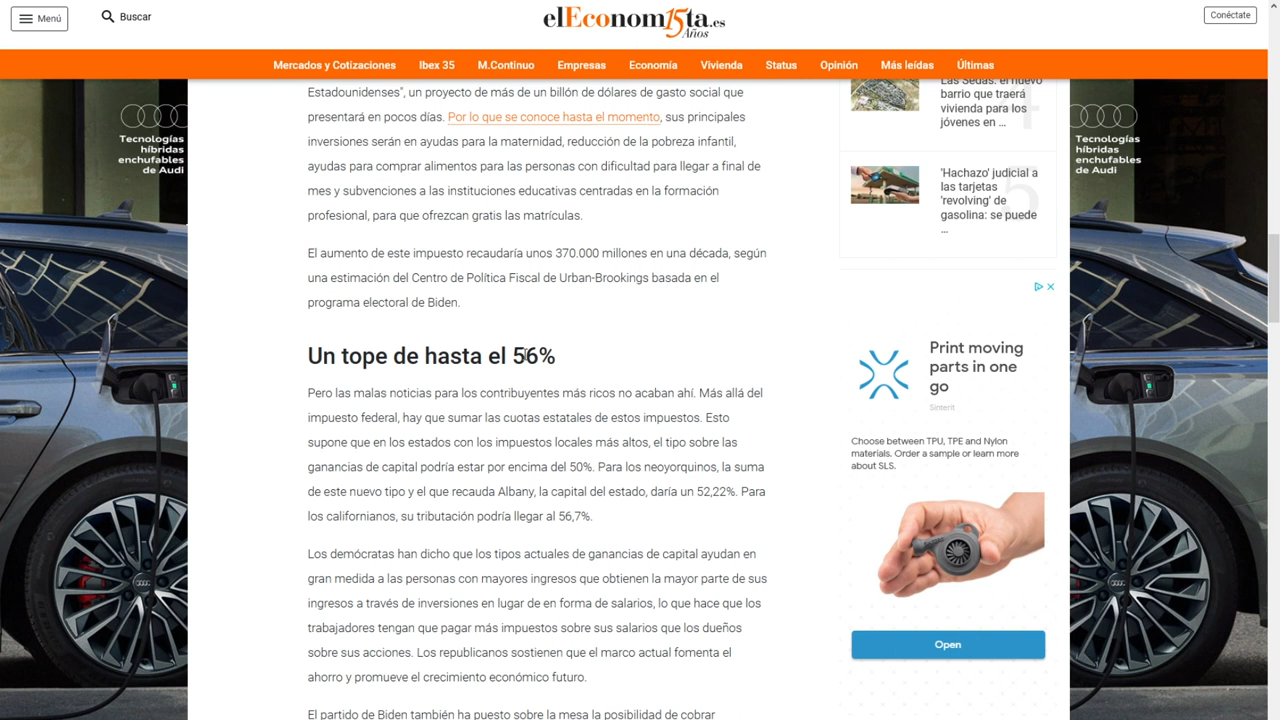 Menú
Buscar
elEconom15ta.es
Años
Conéctate
Mercados y Cotizaciones Ibex 35 M.Continuo Empresas Economía Vivienda Status Opinión Más leídas Últimas
Tecnologías
híbridas
enchufables
de Audi
Estadounidenses", un proyecto de más de un billón de dólares de gasto social que
presentará en pocos días. Por lo que se conoce hasta el momento, sus principales
inversiones serán en ayudas para la maternidad, reducción de la pobreza infantil,
ayudas para comprar alimentos para las personas con dificultad para llegar a final de
mes y subvenciones a las instituciones educativas centradas en la formación
profesional, para que ofrezcan gratis las matrículas.
El aumento de este impuesto recaudaría unos 370.000 millones en una década, según
una estimación del Centro de Política Fiscal de Urban-Brookings basada en el
programa electoral de Biden.
Un tope de hasta el 56%
Pero las malas noticias para los contribuyentes más ricos no acaban ahí. Más allá del
impuesto federal, hay que sumar las cuotas estatales de estos impuestos. Esto
supone que en los estados con los impuestos locales más altos, el tipo sobre las
ganancias de capital podría estar por encima del 50%. Para los neoyorquinos, la suma
de este nuevo tipo y el que recauda Albany, la capital del estado, daría un 52,22%. Para
los californianos, su tributación podría llegar al 56,7%.
Los demócratas han dicho que los tipos actuales de ganancias de capital ayudan en
gran medida a las personas con mayores ingresos que obtienen la mayor parte de sus
ingresos a través de inversiones en lugar de en forma de salarios, lo que hace que los
trabajadores tengan que pagar más impuestos sobre sus salarios que los dueños
sobre sus acciones. Los republicanos sostienen que el marco actual fomenta el
ahorro y promueve el crecimiento económico futuro.
El partido de Biden también ha puesto sobre la mesa la posibilidad de cobrar
Las Sedas: el nuevo
barrio que traerá
vivienda para los
jóvenes en ...
4
'Hachazo' judicial a
las tarjetas
'revolving' de
gasolina: se puede
...
5
Print moving
parts in one
go
Sinterit
Choose between TPU, TPE and Nylon
materials. Order a sample or learn more
about SLS.
Open
Tecnologías
híbridas
enchufables
de Audi